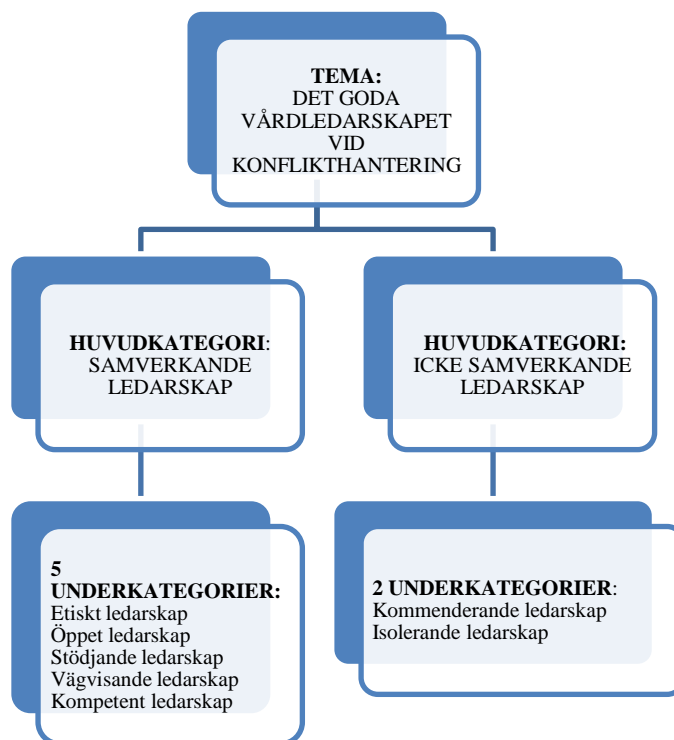 TEMA:
DET GODA
VÅRDLEDARSKAPET
VID
KONFLIKTHANTERING
HUVUDKATEGORI:
SAMVERKANDE
LEDARSKAP
HUVUDKATEGORI:
ICKE SAMVERKANDE
LEDARSKAP
5
UNDERKATEGORIER:
Etiskt ledarskap
Öppet ledarskap
Stödjande ledarskap
Vägvisande ledarskap
Kompetent ledarskap
2 UNDERKATEGORIER:
Kommenderande ledarskap
Isolerande ledarskap